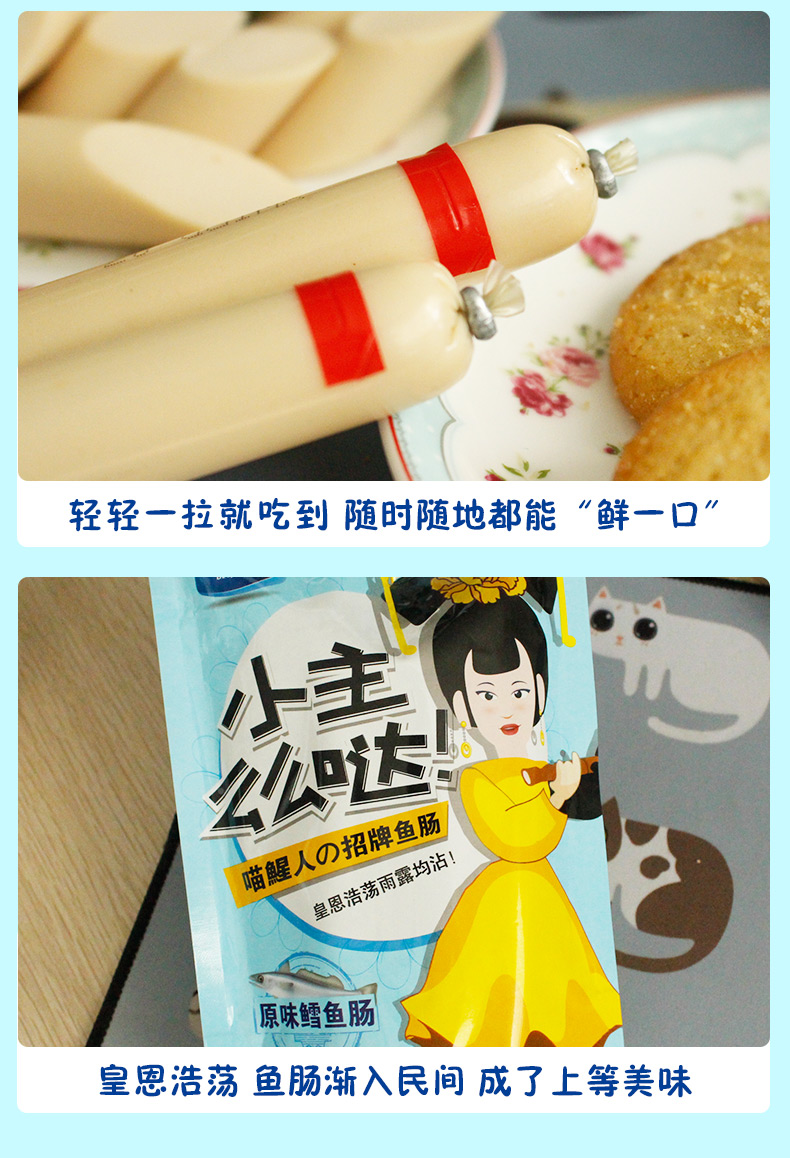 轻轻一拉就吃到 随时随地都能“鲜一口”
小主
么么哒!
喵鯹人の招牌鱼肠
皇恩浩荡雨露均沾!
原味鳕鱼肠
皇恩浩荡 鱼肠渐入民间 成了上等美味